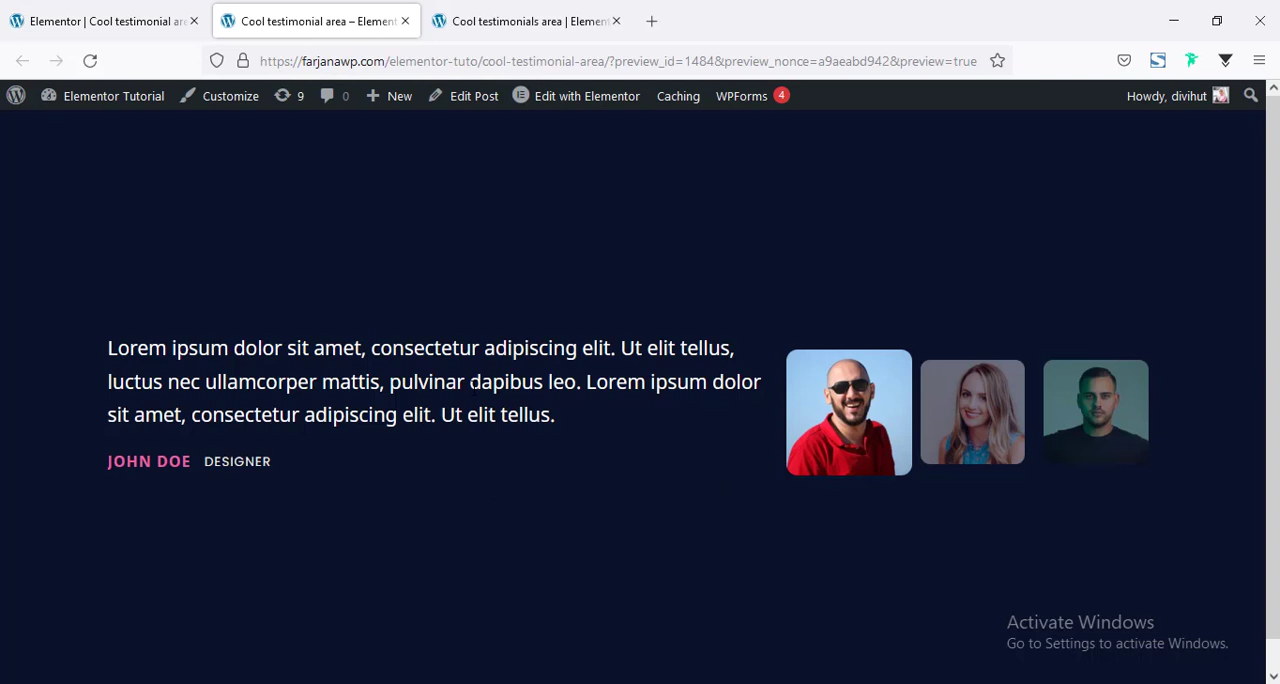 Elementor | Cool testimonial are
Cool testimonial area – Element
Cool testimonials area | Element
https://farjanawp.com/elementor-tuto/cool-testimonial-area/?preview_id=1484&preview_nonce=a9aeabd942&preview=true
Elementor Tutorial Customize 9 0 New Edit Post Edit with Elementor Caching WPForms 4 Howdy, divihut
Lorem ipsum dolor sit amet, consectetur adipiscing elit. Ut elit tellus,
luctus nec ullamcorper mattis, pulvinar dapibus leo. Lorem ipsum dolor
sit amet, consectetur adipiscing elit. Ut elit tellus.
JOHN DOE DESIGNER
Activate Windows
Go to Settings to activate Windows.